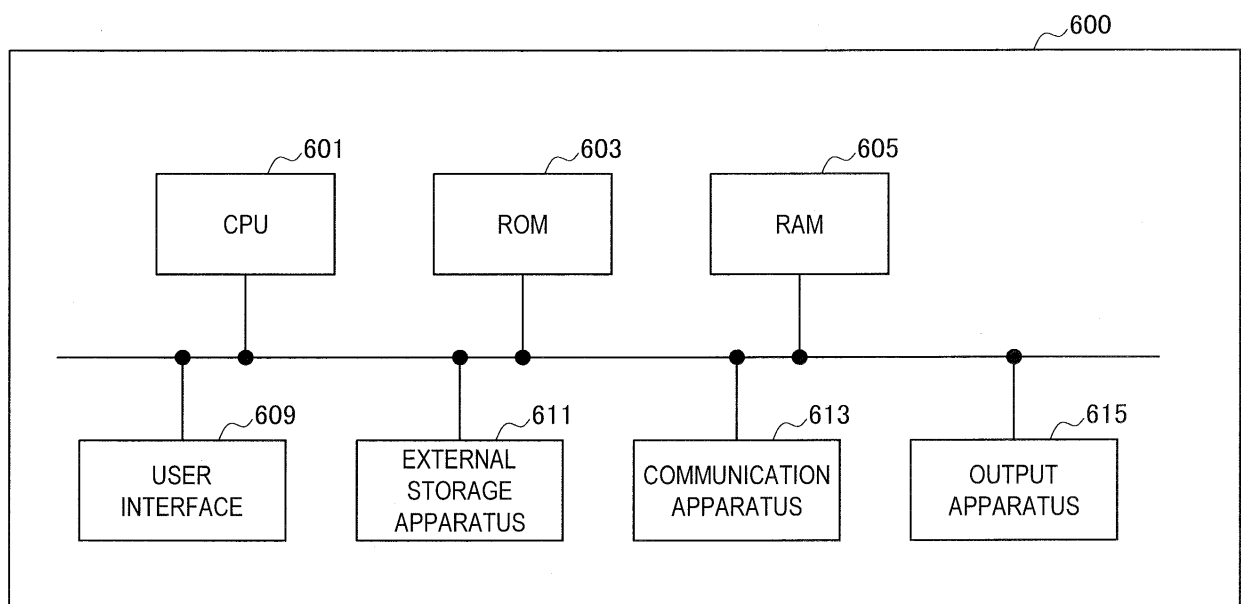 600
601
603
605
CPU
ROM
RAM
609
611
613
615
USER
INTERFACE
EXTERNAL
STORAGE
APPARATUS
COMMUNICATION
APPARATUS
OUTPUT
APPARATUS